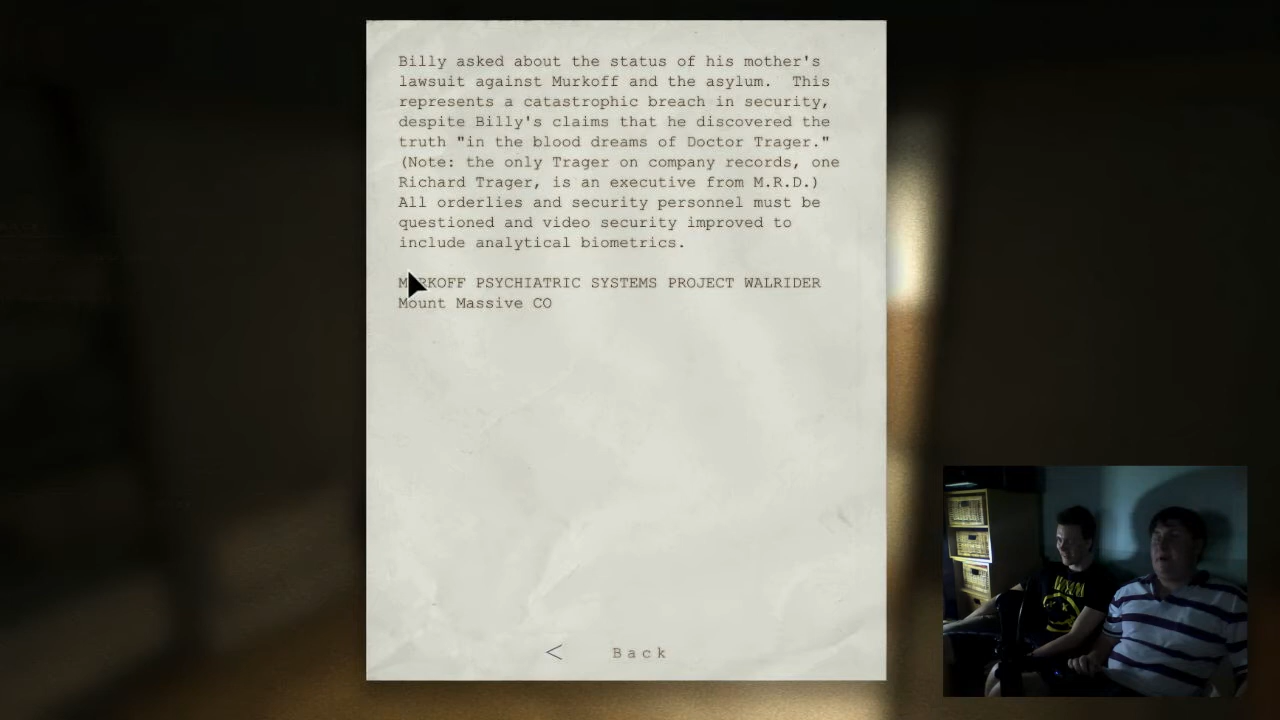 Billy asked about the status of his mother's
lawsuit against Murkoff and the asylum.  This
represents a catastrophic breach in security,
despite Billy's claims that he discovered the
truth "in the blood dreams of Doctor Trager."
(Note: the only Trager on company records, one
Richard Trager, is an executive from M.R.D.)
All orderlies and security personnel must be
questioned and video security improved to
include analytical biometrics.
MURKOFF PSYCHIATRIC SYSTEMS PROJECT WALRIDER
Mount Massive CO
< Back